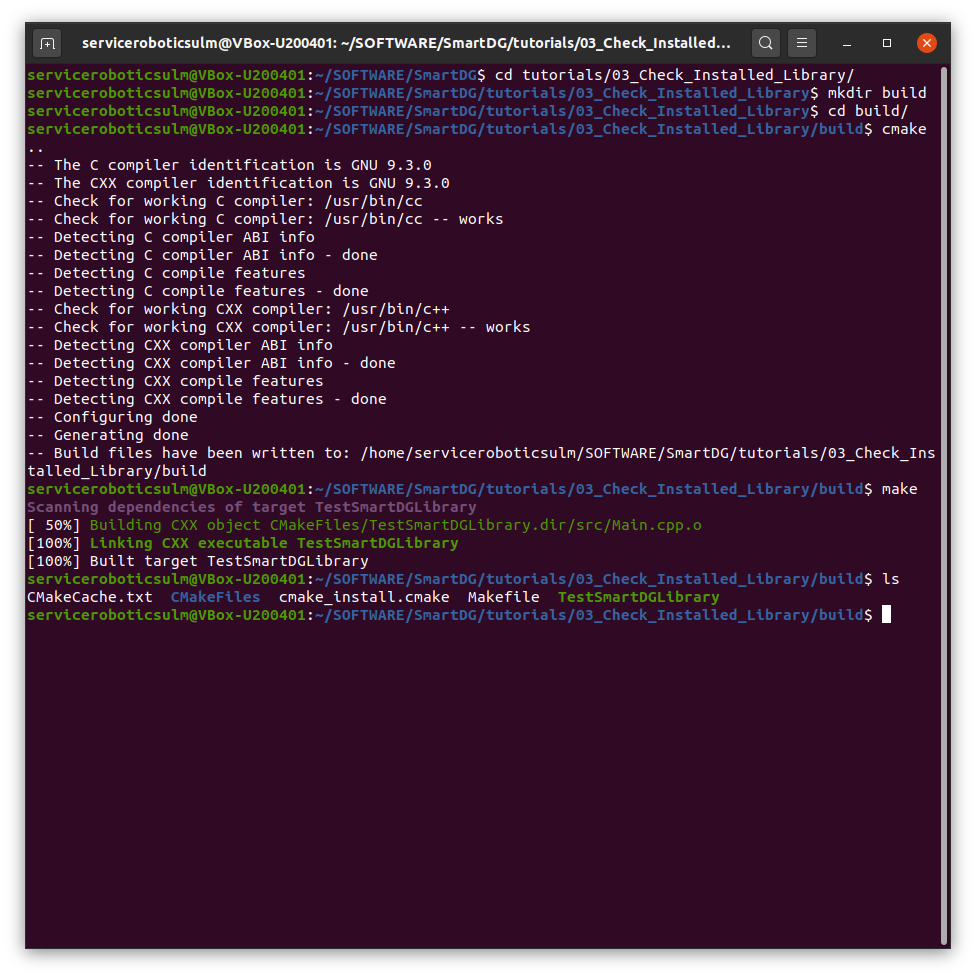 serviceroboticsulm@VBox-U200401: ~/SOFTWARE/SmartDG/tutorials/03_Check_Installed...
serviceroboticsulm@VBox-U200401:~/SOFTWARE/SmartDG$ cd tutorials/03_Check_Installed_Library/
serviceroboticsulm@VBox-U200401:~/SOFTWARE/SmartDG/tutorials/03_Check_Installed_Library$ mkdir build
serviceroboticsulm@VBox-U200401:~/SOFTWARE/SmartDG/tutorials/03_Check_Installed_Library$ cd build/
serviceroboticsulm@VBox-U200401:~/SOFTWARE/SmartDG/tutorials/03_Check_Installed_Library/build$ cmake
..
-- The C compiler identification is GNU 9.3.0
-- The CXX compiler identification is GNU 9.3.0
-- Check for working C compiler: /usr/bin/cc
-- Check for working C compiler: /usr/bin/cc -- works
-- Detecting C compiler ABI info
-- Detecting C compiler ABI info - done
-- Detecting C compile features
-- Detecting C compile features - done
-- Check for working CXX compiler: /usr/bin/c++
-- Check for working CXX compiler: /usr/bin/c++ -- works
-- Detecting CXX compiler ABI info
-- Detecting CXX compiler ABI info - done
-- Detecting CXX compile features
-- Detecting CXX compile features - done
-- Configuring done
-- Generating done
-- Build files have been written to: /home/serviceroboticsulm/SOFTWARE/SmartDG/tutorials/03_Check_Ins
talled_Library/build
serviceroboticsulm@VBox-U200401:~/SOFTWARE/SmartDG/tutorials/03_Check_Installed_Library/build$ make
Scanning dependencies of target TestSmartDGLibrary
[ 50%] Building CXX object CMakeFiles/TestSmartDGLibrary.dir/src/Main.cpp.o
[100%] Linking CXX executable TestSmartDGLibrary
[100%] Built target TestSmartDGLibrary
serviceroboticsulm@VBox-U200401:~/SOFTWARE/SmartDG/tutorials/03_Check_Installed_Library/build$ ls
CMakeCache.txt  CMakeFiles  cmake_install.cmake  Makefile  TestSmartDGLibrary
serviceroboticsulm@VBox-U200401:~/SOFTWARE/SmartDG/tutorials/03_Check_Installed_Library/build$